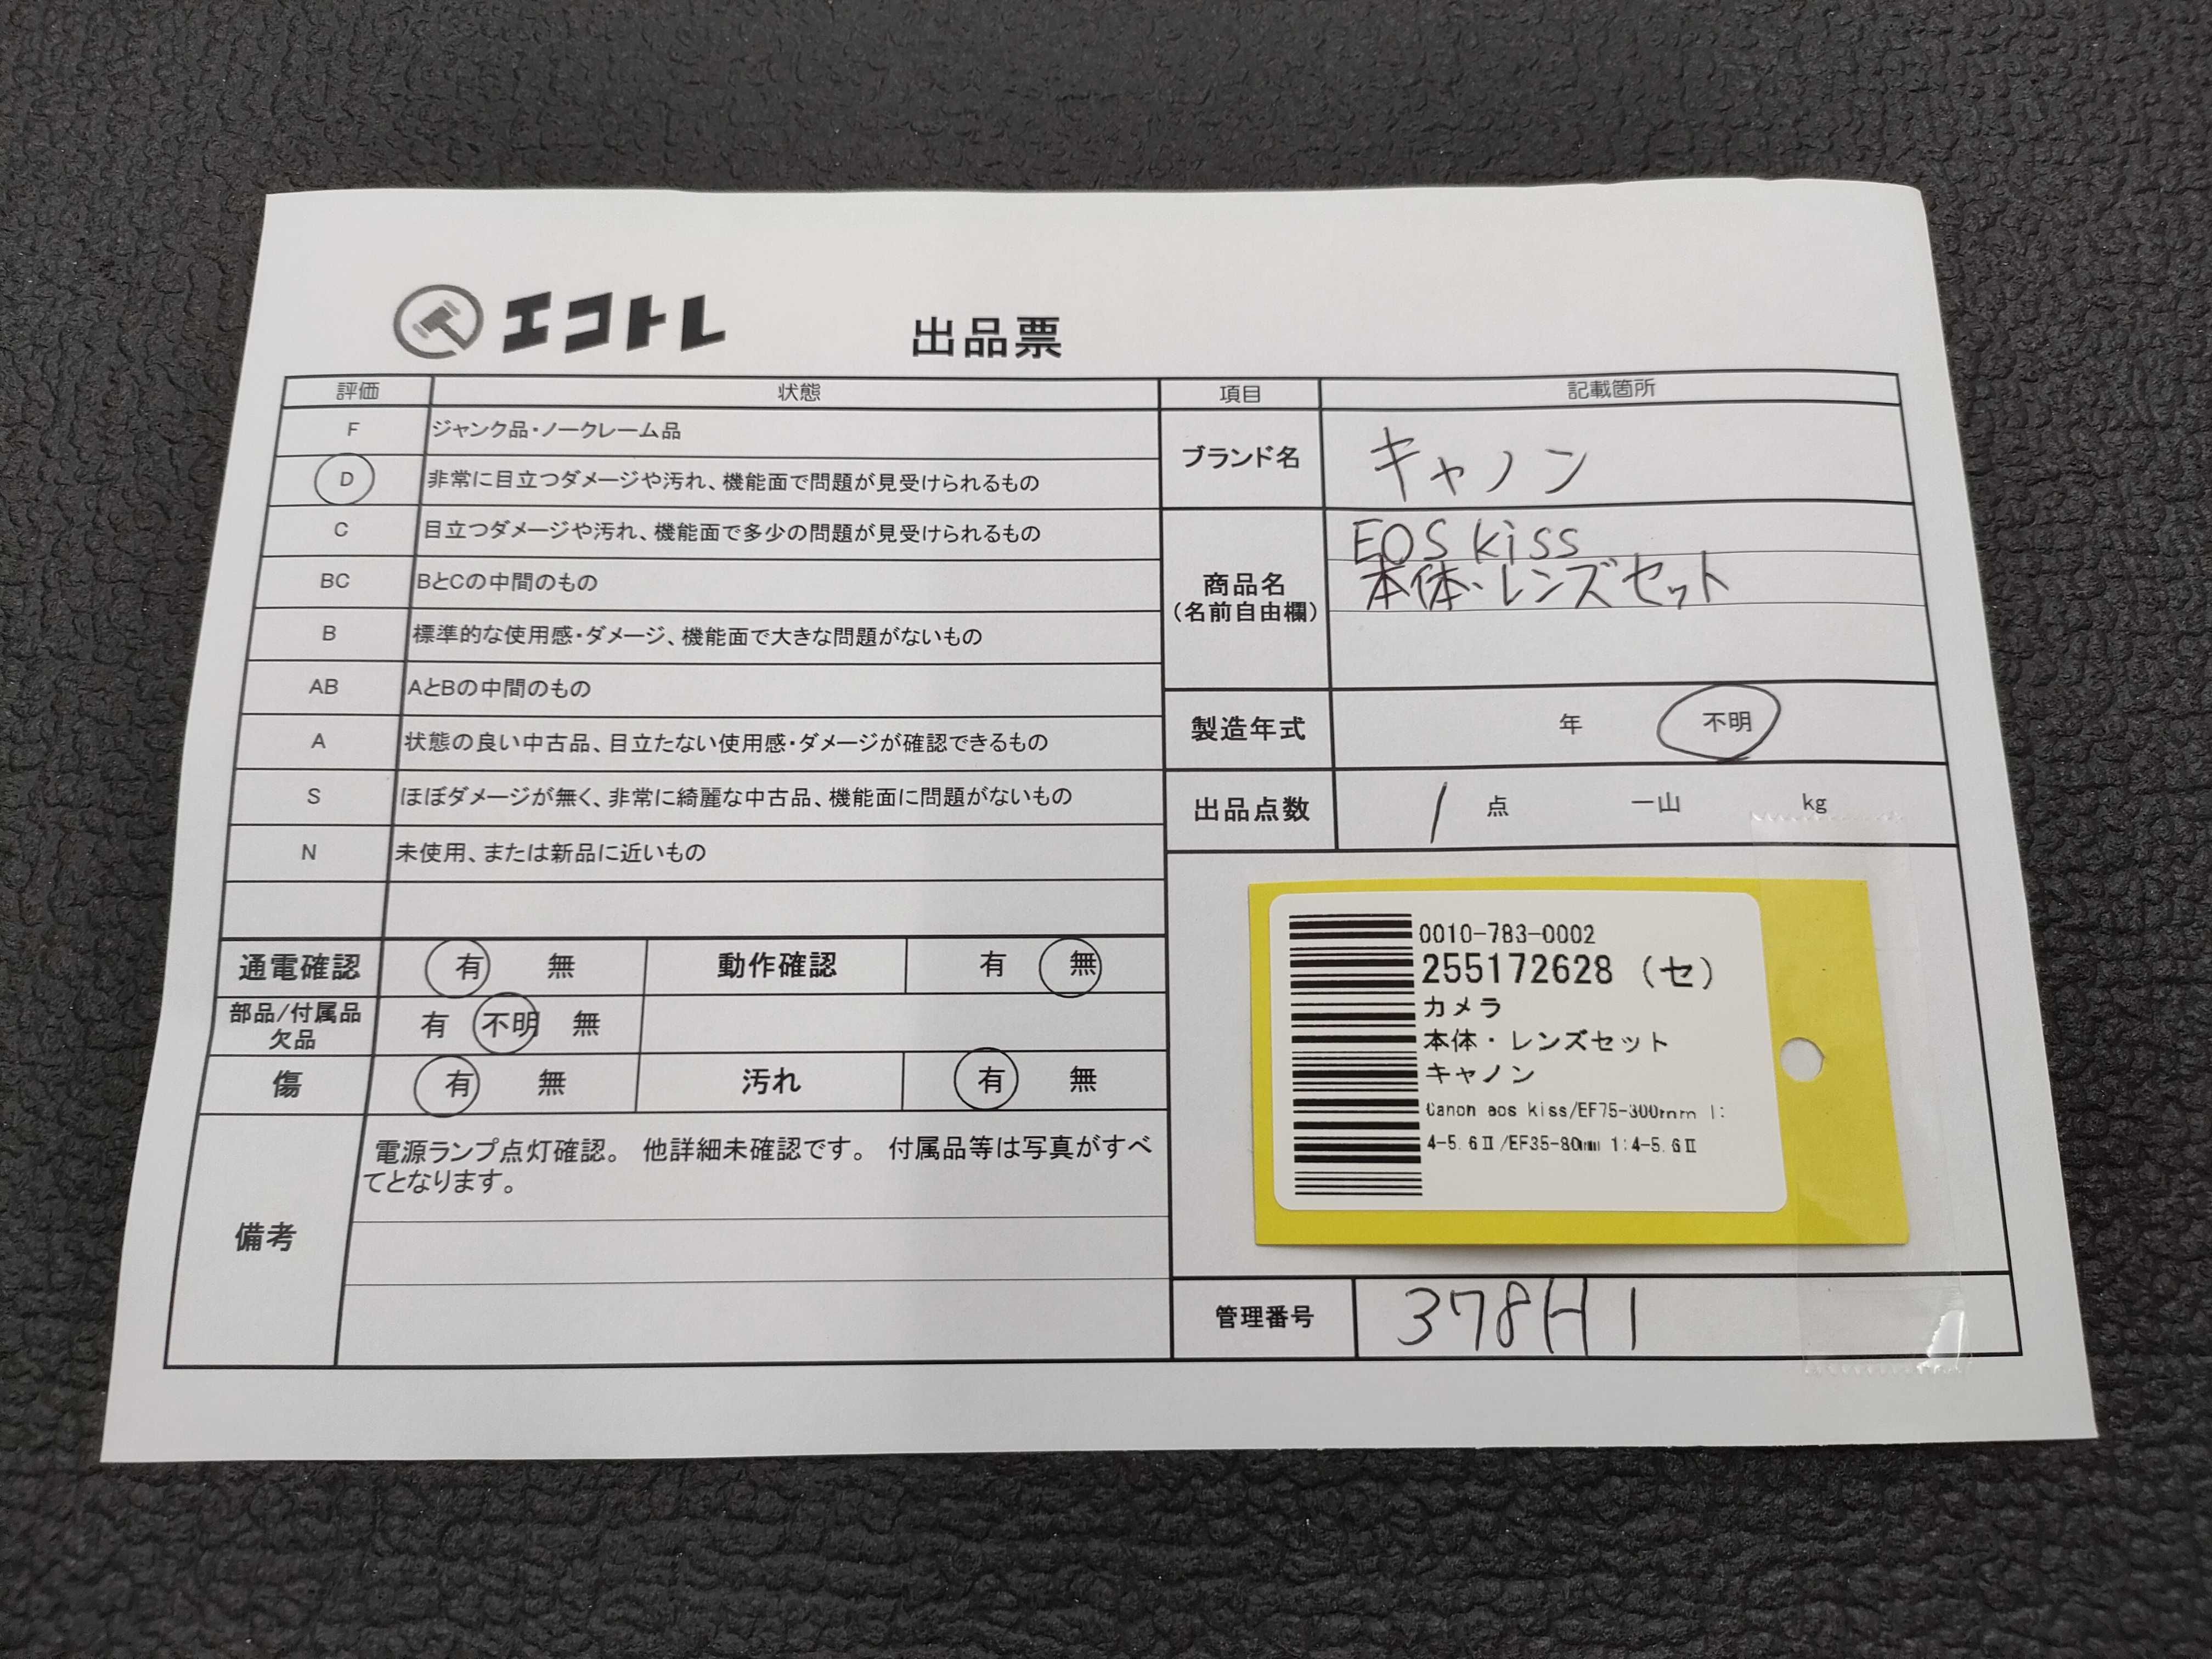 エコトレ
出品票
評価 状態
F ジャンク品・ノークレーム品
D 非常に目立つダメージや汚れ、機能面で問題が見受けられるもの
C 目立つダメージや汚れ、機能面で多少の問題が見受けられるもの
BC BとCの中間のもの
B 標準的な使用感・ダメージ、機能面で大きな問題がないもの
AB AとBの中間のもの
A 状態の良い中古品、目立たない使用感・ダメージが確認できるもの
S ほぼダメージが無く、非常に綺麗な中古品、機能面に問題がないもの
N 未使用、または新品に近いもの
通電確認 有 無 動作確認 有 無
部品/付属品
欠品 有 不明 無
傷 有 無 汚れ 有 無
備考
電源ランプ点灯確認。 他詳細未確認です。 付属品等は写真がすべ
てとなります。
項目 記載箇所
ブランド名 キャノン
商品名
(名前自由欄)
EOS kiss
本体・レンズセット
製造年式 年 不明
出品点数 1 点 一山 kg
0010-783-0002
255172628 (セ)
カメラ
本体・レンズセット
キャノン
Canon eos kiss/EF75-300mm 1:
4-5.6Ⅱ/EF35-80mm 1:4-5.6Ⅱ
管理番号 378H1